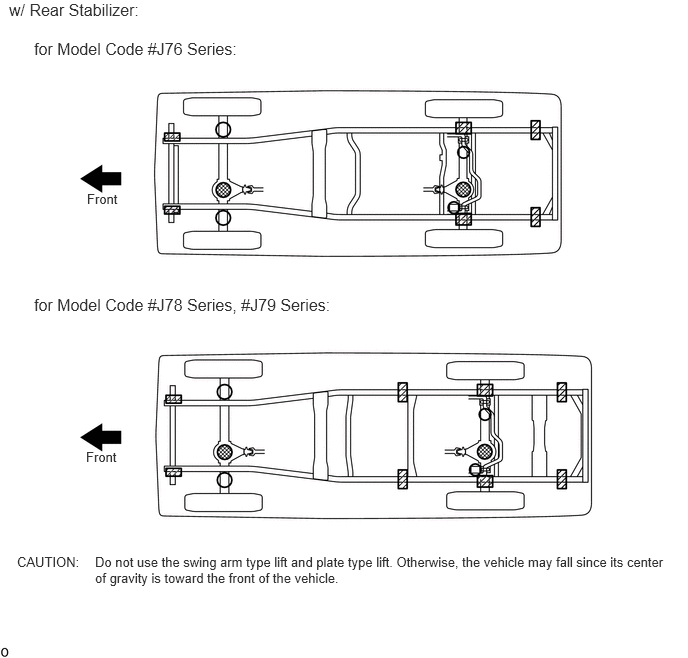 w/ Rear Stabilizer:
for Model Code #J76 Series:
Front
for Model Code #J78 Series, #J79 Series:
Front
CAUTION: Do not use the swing arm type lift and plate type lift. Otherwise, the vehicle may fall since its center
of gravity is toward the front of the vehicle.
o